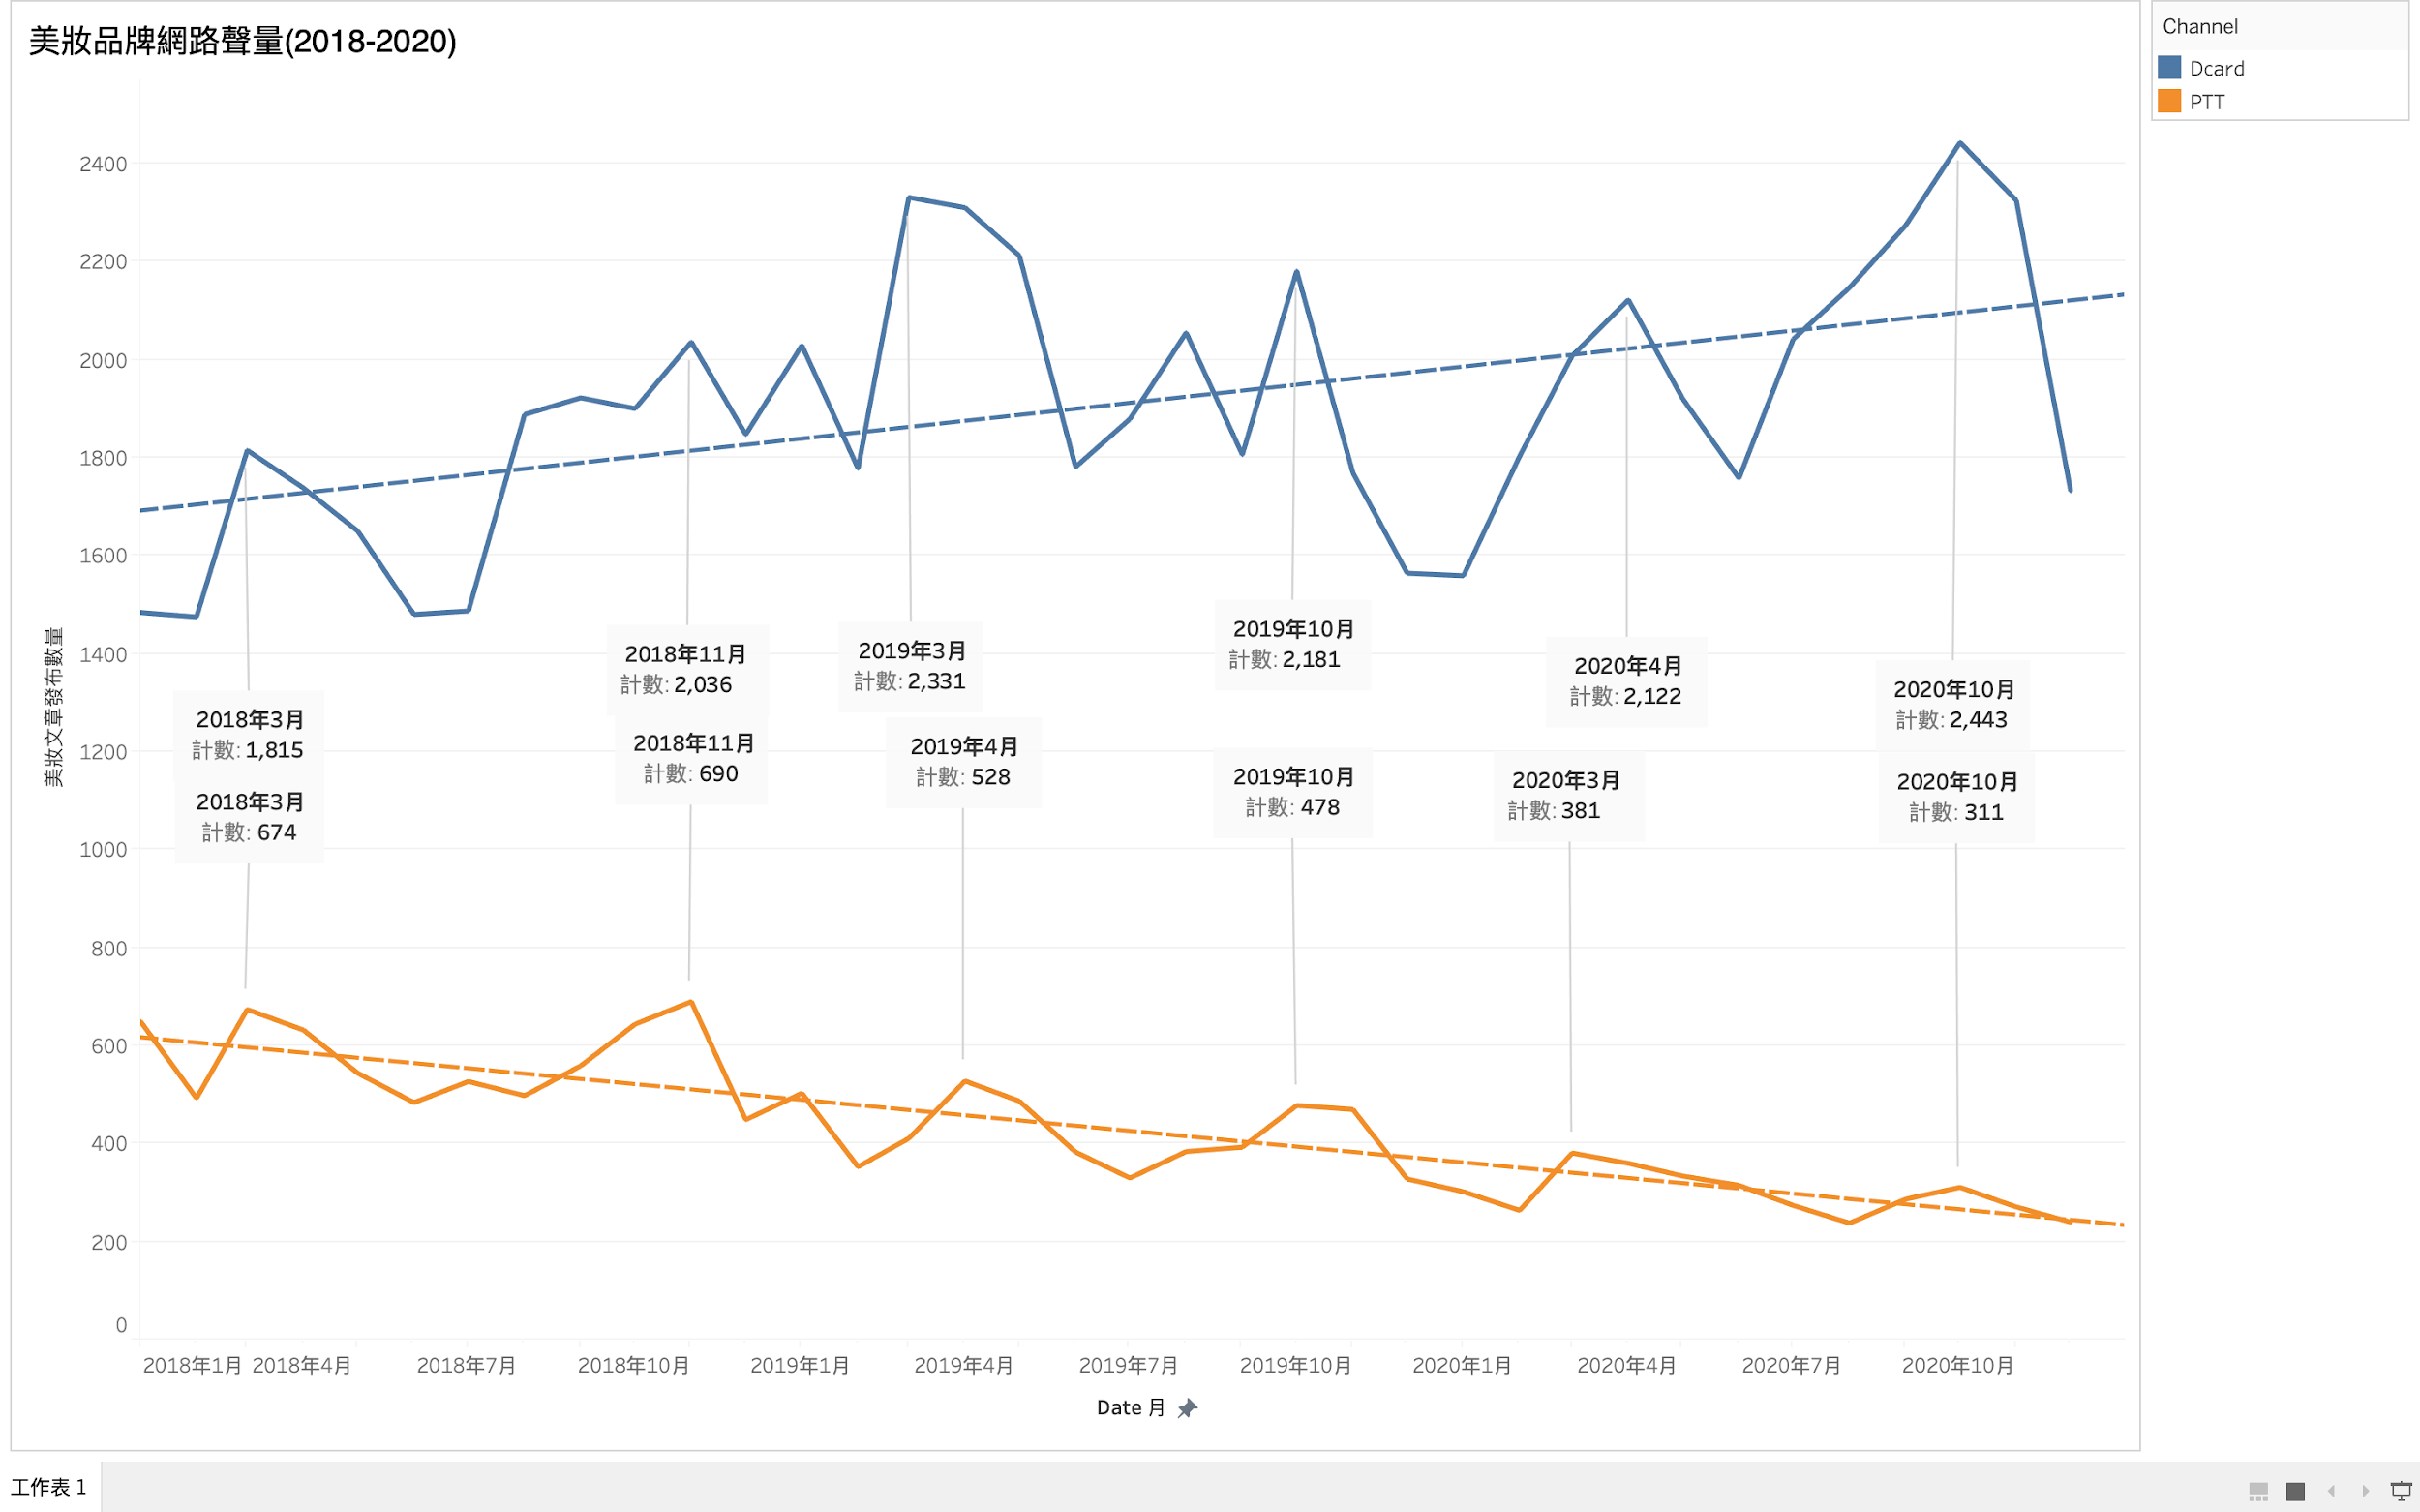 美妝品牌網路聲量(2018-2020)
Channel
Dcard
PTT
美妝文章發布數量
2400
2200
2000
1800
1600
1400
1200
1000
800
600
400
200
0
2018年3月
計數: 1,815
2018年3月
計數: 674
2018年11月
計數: 2,036
2018年11月
計數: 690
2019年3月
計數: 2,331
2019年4月
計數: 528
2019年10月
計數: 2,181
2019年10月
計數: 478
2020年4月
計數: 2,122
2020年3月
計數: 381
2020年10月
計數: 2,443
2020年10月
計數: 311
2018年1月 2018年4月 2018年7月 2018年10月 2019年1月 2019年4月 2019年7月 2019年10月 2020年1月 2020年4月 2020年7月 2020年10月
Date 月
工作表 1